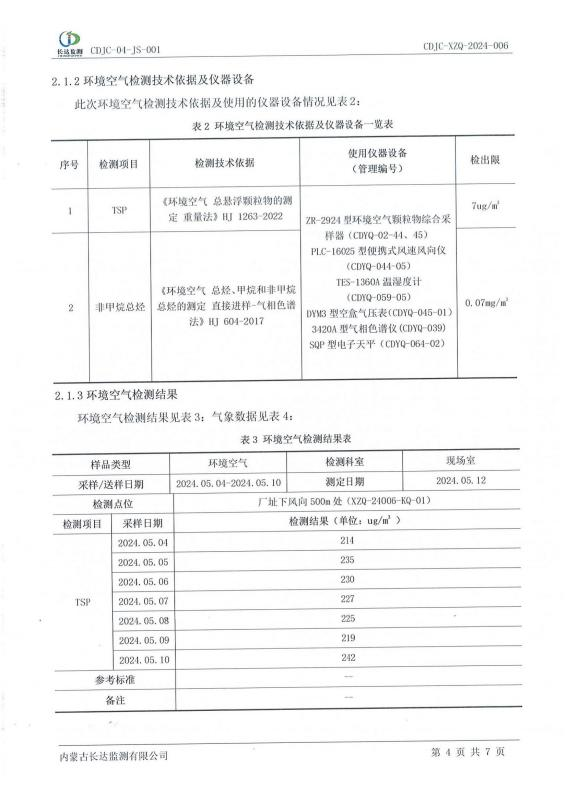 长达监测 CDJC-04-JS-001 CDJC-XZQ-2024-006
2.1.2 环境空气检测技术依据及仪器设备
此次环境空气检测技术依据及使用的仪器设备情况见表 2:
表 2 环境空气检测技术依据及仪器设备一览表
序号 检测项目 检测技术依据 使用仪器设备 检出限
(管理编号)
1 TSP 《环境空气 总悬浮颗粒物的测 7ug/m³
定 重量法》HJ 1263-2022
ZR-2924 型环境空气颗粒物综合采
样器 (CDYQ-02-44、45)
PLC-16025 型便携式风速风向仪
(CDYQ-044-05)
TES-1360A 温湿度计
(CDYQ-059-05)
DYM3 型空盒气压表(CDYQ-045-01)
3420A 型气相色谱仪(CDYQ-039)
SQP 型电子天平 (CDYQ-064-02)
2 非甲烷总烃 《环境空气 总烃、甲烷和非甲烷 0.07mg/m³
总烃的测定 直接进样-气相色谱
法》HJ 604-2017
2.1.3 环境空气检测结果
环境空气检测结果见表 3; 气象数据见表 4:
表 3 环境空气检测结果表
样品类型 环境空气 检测科室 现场室
采样/送样日期 2024.05.04-2024.05.10 测定日期 2024.05.12
检测点位 厂址下风向 500m 处 (XZQ-24006-KQ-01)
检测项目 采样日期 检测结果 (单位: ug/m³ )
TSP
2024.05.04 214
2024.05.05 235
2024.05.06 230
2024.05.07 227
2024.05.08 225
2024.05.09 219
2024.05.10 242
参考标准 --
备注 --
内蒙古长达监测有限公司 第 4 页 共 7 页